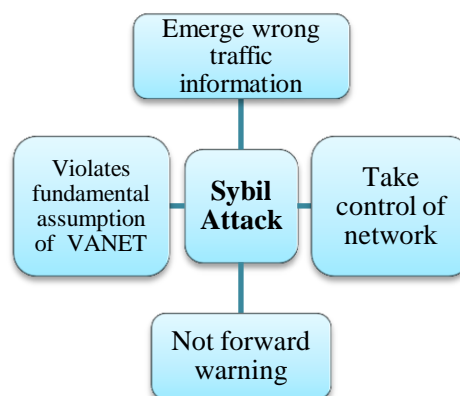 Emerge wrong
traffic
information
Violates
fundamental
assumption
of VANET
Sybil
Attack
Take
control of
network
Not forward
warning